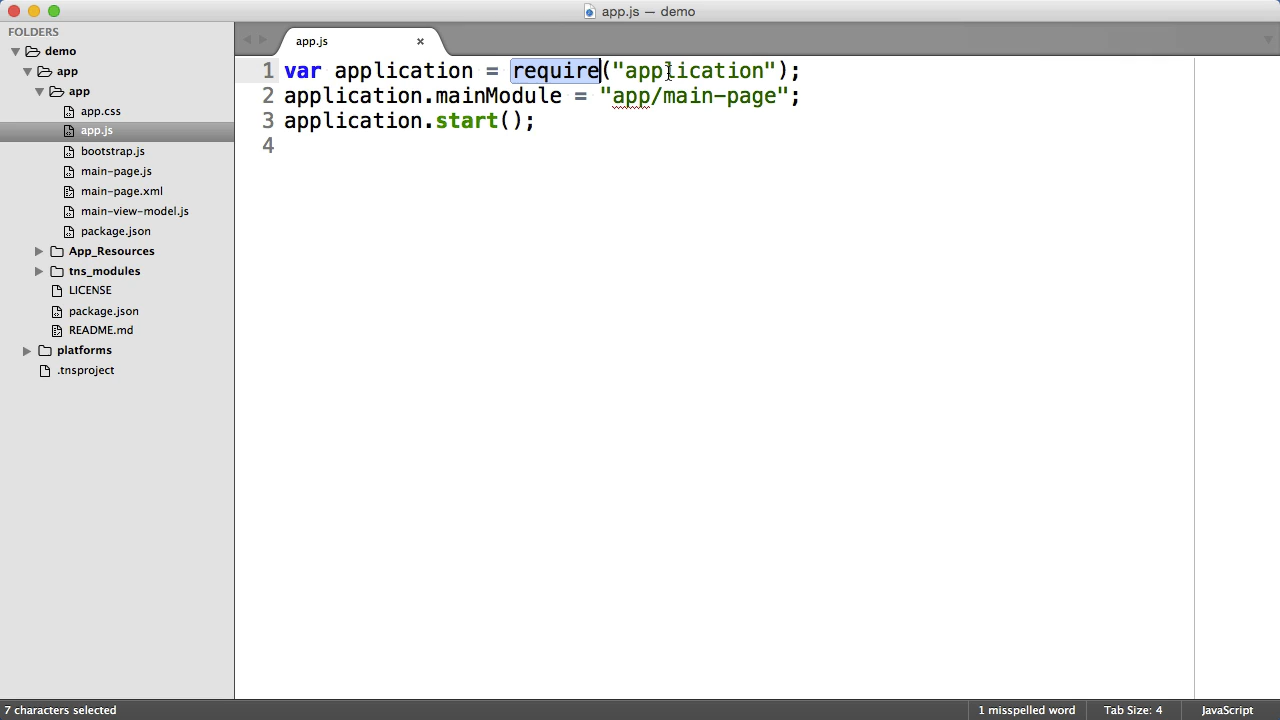 app.js — demo
FOLDERS
demo
app
app
app.css
app.js
bootstrap.js
main-page.js
main-page.xml
main-view-model.js
package.json
App_Resources
tns_modules
LICENSE
package.json
README.md
platforms
.tnsproject
app.js ×
1 var application = require("application");
2 application.mainModule = "app/main-page";
3 application.start();
4
7 characters selected
1 misspelled word
Tab Size: 4
JavaScript